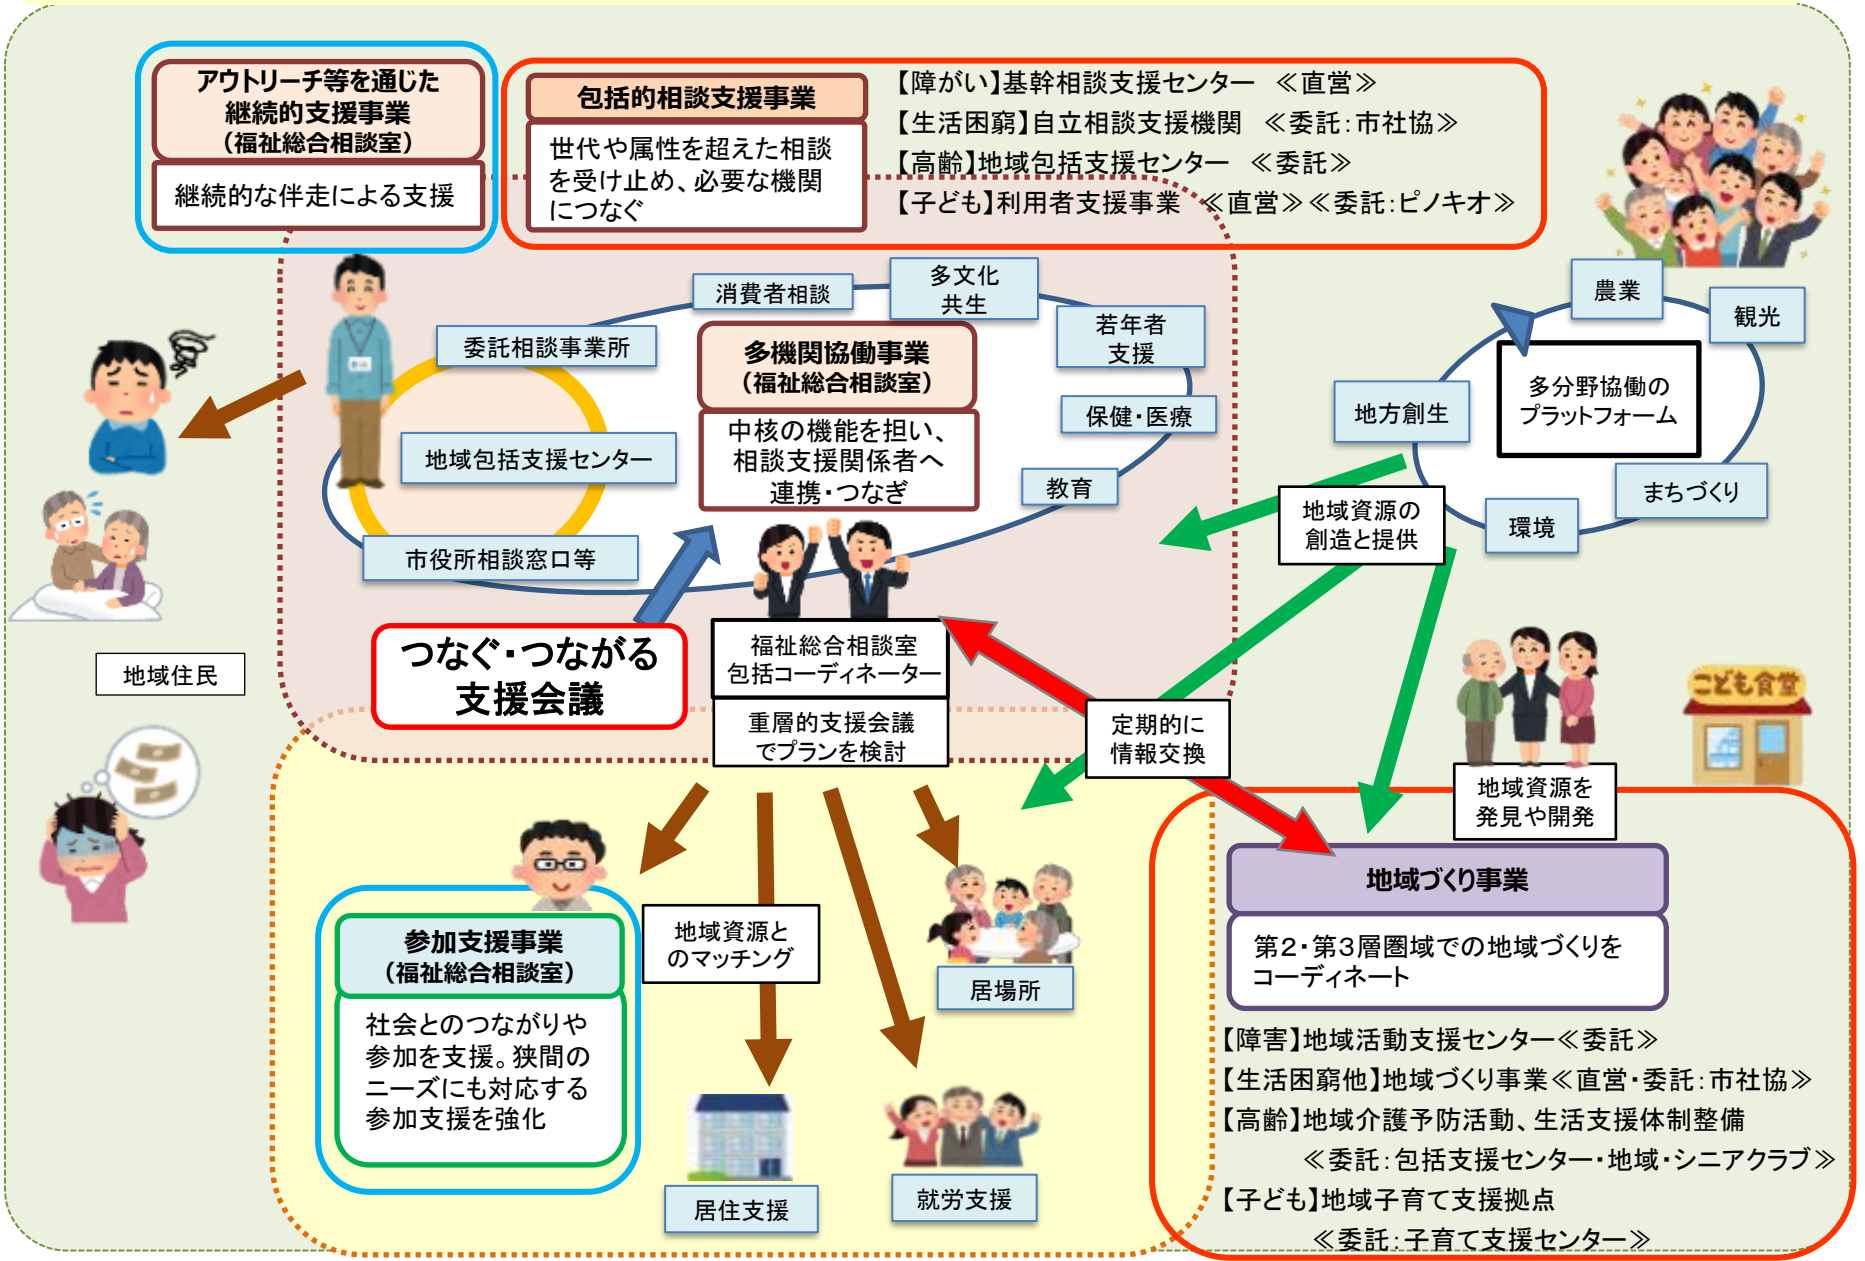 アウトリーチ等を通じた
継続的支援事業
（福祉総合相談室）
継続的な伴走による支援
包括的相談支援事業
世代や属性を超えた相談
を受け止め、必要な機関
につなぐ
【障がい】基幹相談支援センター　≪直営≫
【生活困窮】自立相談支援機関　≪委託：市社協≫
【高齢】地域包括支援センター　≪委託≫
【子ども】利用者支援事業　≪直営≫≪委託：ピノキオ≫
消費者相談
多文化
共生
若年者
支援
委託相談事業所
多機関協働事業
（福祉総合相談室）
中核の機能を担い、
相談支援関係者へ
連携・つなぎ
保健・医療
地域包括支援センター
教育
市役所相談窓口等
農業
観光
多分野協働の
プラットフォーム
地方創生
まちづくり
環境
地域資源の
創造と提供
つなぐ・つながる
支援会議
福祉総合相談室
包括コーディネーター
重層的支援会議
でプランを検討
地域住民
定期的に
情報交換
こども食堂
地域資源を
発見や開発
参加支援事業
（福祉総合相談室）
社会とのつながりや
参加を支援。狭間の
ニーズにも対応する
参加支援を強化
地域資源と
のマッチング
居場所
居住支援
就労支援
地域づくり事業
第２・第３層圏域での地域づくりを
コーディネート
【障害】地域活動支援センター≪委託≫
【生活困窮他】地域づくり事業≪直営・委託：市社協≫
【高齢】地域介護予防活動、生活支援体制整備
≪委託：包括支援センター・地域・シニアクラブ≫
【子ども】地域子育て支援拠点
≪委託：子育て支援センター≫